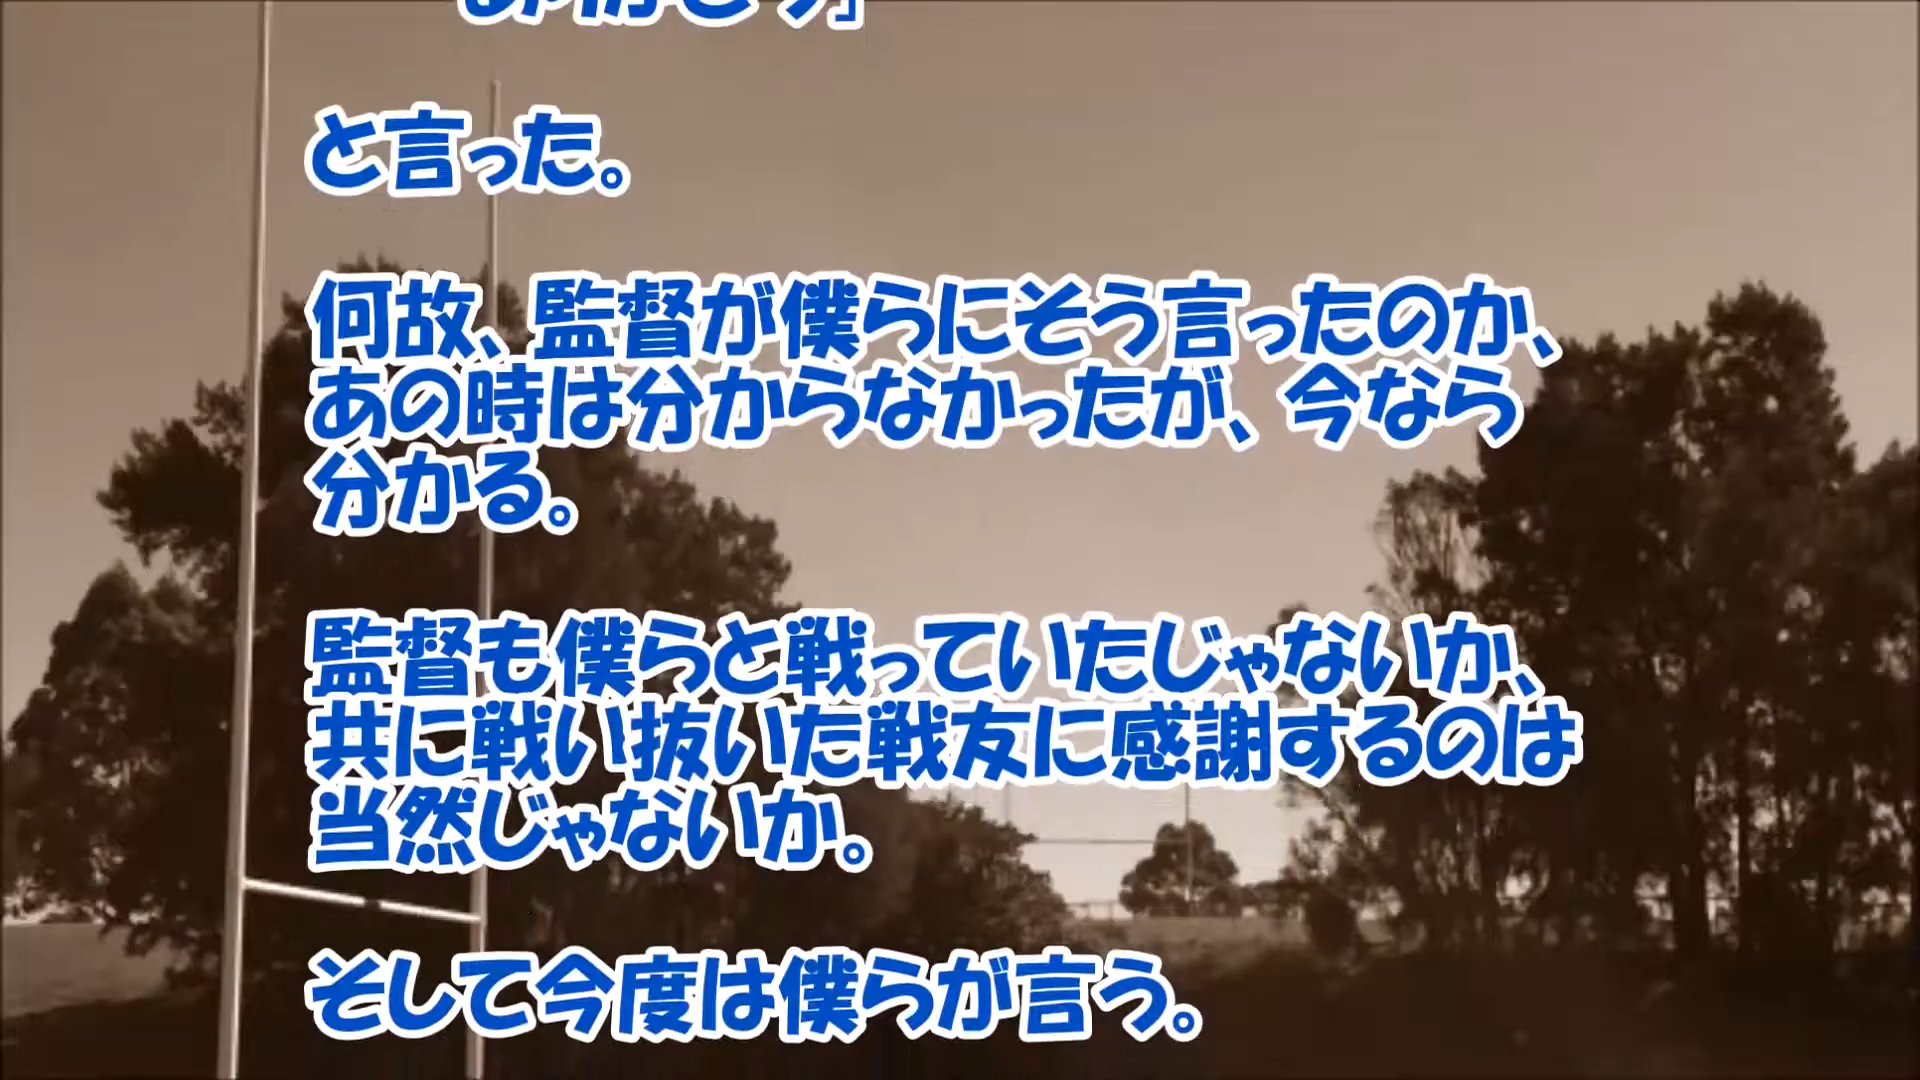 と言った。
何故、監督が僕らにそう言ったのか、
あの時は分からなかったが、今なら
分かる。
監督も僕らと戦っていたじゃないか、
共に戦い抜いた戦友に感謝するのは
当然じゃないか。
そして今度は僕らが言う。